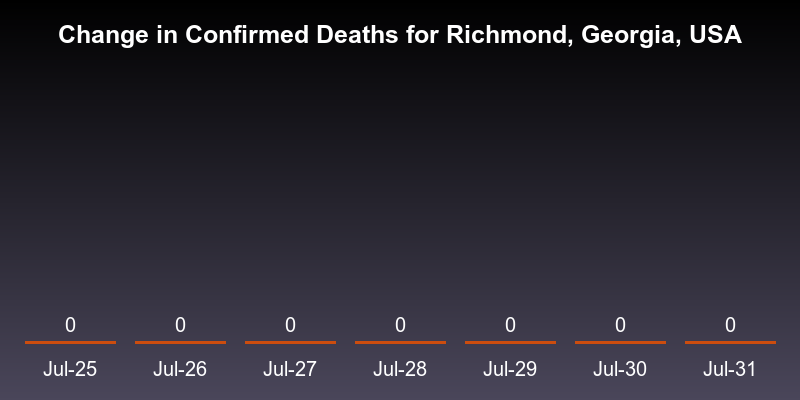 Change in Confirmed Deaths for Richmond, Georgia, USA
0 0 0 0 0 0 0
Jul-25 Jul-26 Jul-27 Jul-28 Jul-29 Jul-30 Jul-31